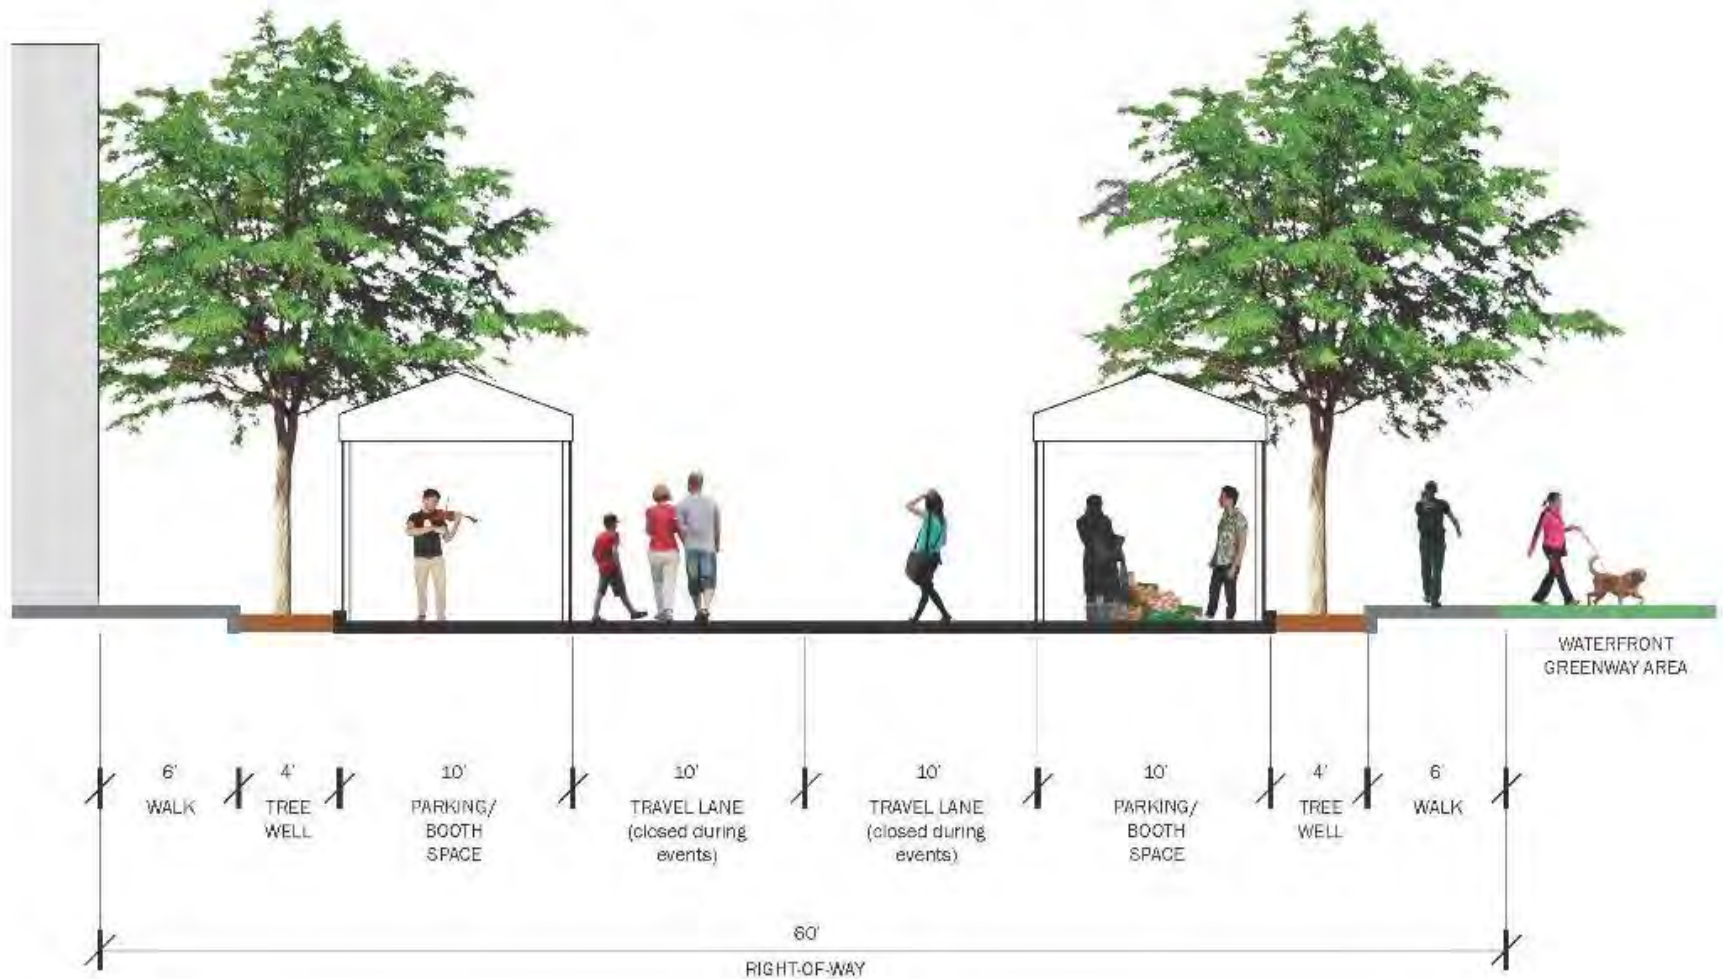 WATERFRONT
GREENWAY AREA
6' 4' 10' 10' 10' 10' 4' 6'
WALK TREE PARKING/ TRAVEL LANE TRAVEL LANE PARKING/ TREE WALK
WELL BOOTH (closed during (closed during BOOTH WELL
SPACE events) events) SPACE
60'
RIGHT-OF-WAY